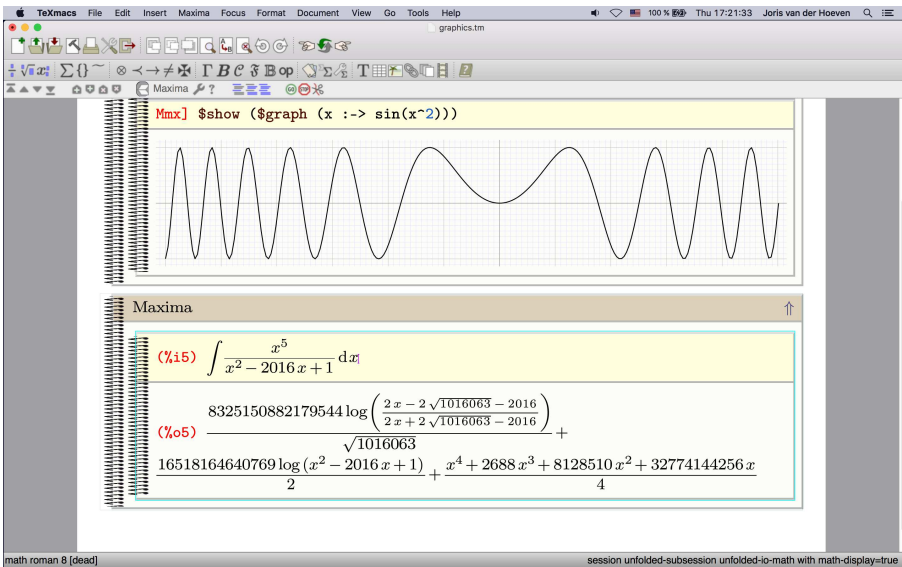 TeXmacs File Edit Insert Maxima Focus Format Document View Go Tools Help 100 % Thu 17:21:33 Joris van der Hoeven
graphics.tm
Maxima ?
Mmx] $show ($graph (x :-> sin(x^2)))
Maxima
(%i5) ∫ x^5 / (x^2 − 2016 x + 1) dx
(%o5) 8325150882179544 log((2 x − 2 √1016063 − 2016) / (2 x + 2 √1016063 − 2016)) / √1016063 +
16518164640769 log (x^2 − 2016 x + 1) / 2 + (x^4 + 2688 x^3 + 8128510 x^2 + 32774144256 x) / 4
math roman 8 [dead] session unfolded-subsession unfolded-io-math with math-display=true